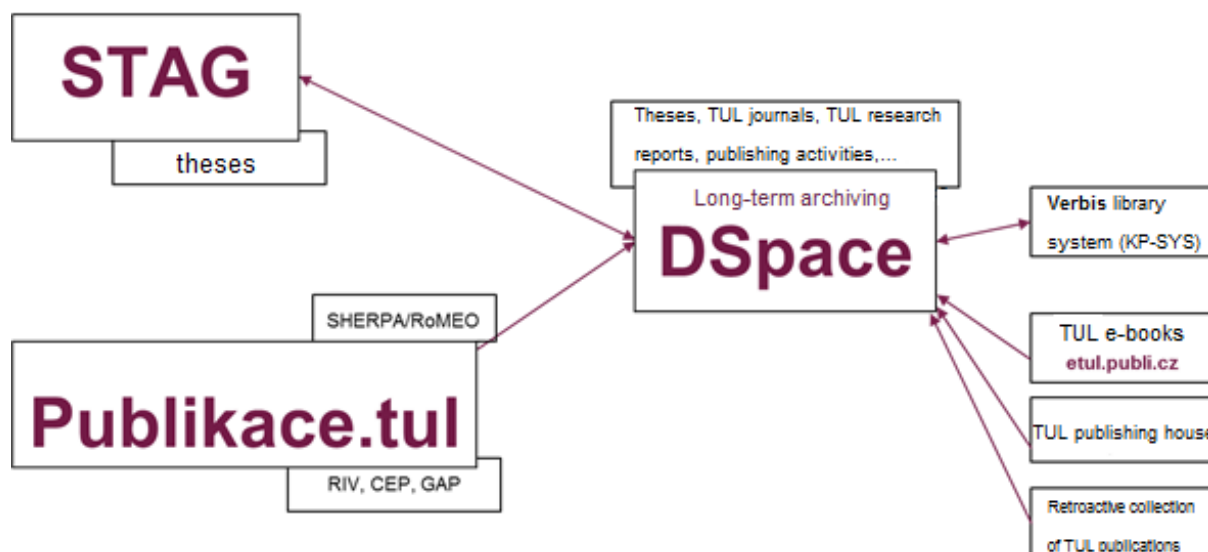 STAG
theses
Theses, TUL journals, TUL research
reports, publishing activities,...
Long-term archiving
DSpace
Verbis library
system (KP-SYS)
SHERPA/RoMEO
Publikace.tul
RIV, CEP, GAP
TUL e-books
etul.publi.cz
TUL publishing house
Retroactive collection
of TUL publications